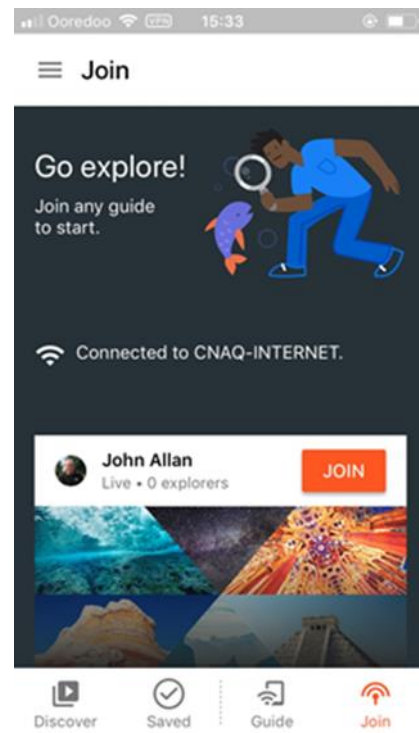 Ooredoo VPN 15:33
Join
Go explore!
Join any guide
to start.
Connected to CNAQ-INTERNET.
John Allan
JOIN
Live • 0 explorers
Discover Saved Guide Join